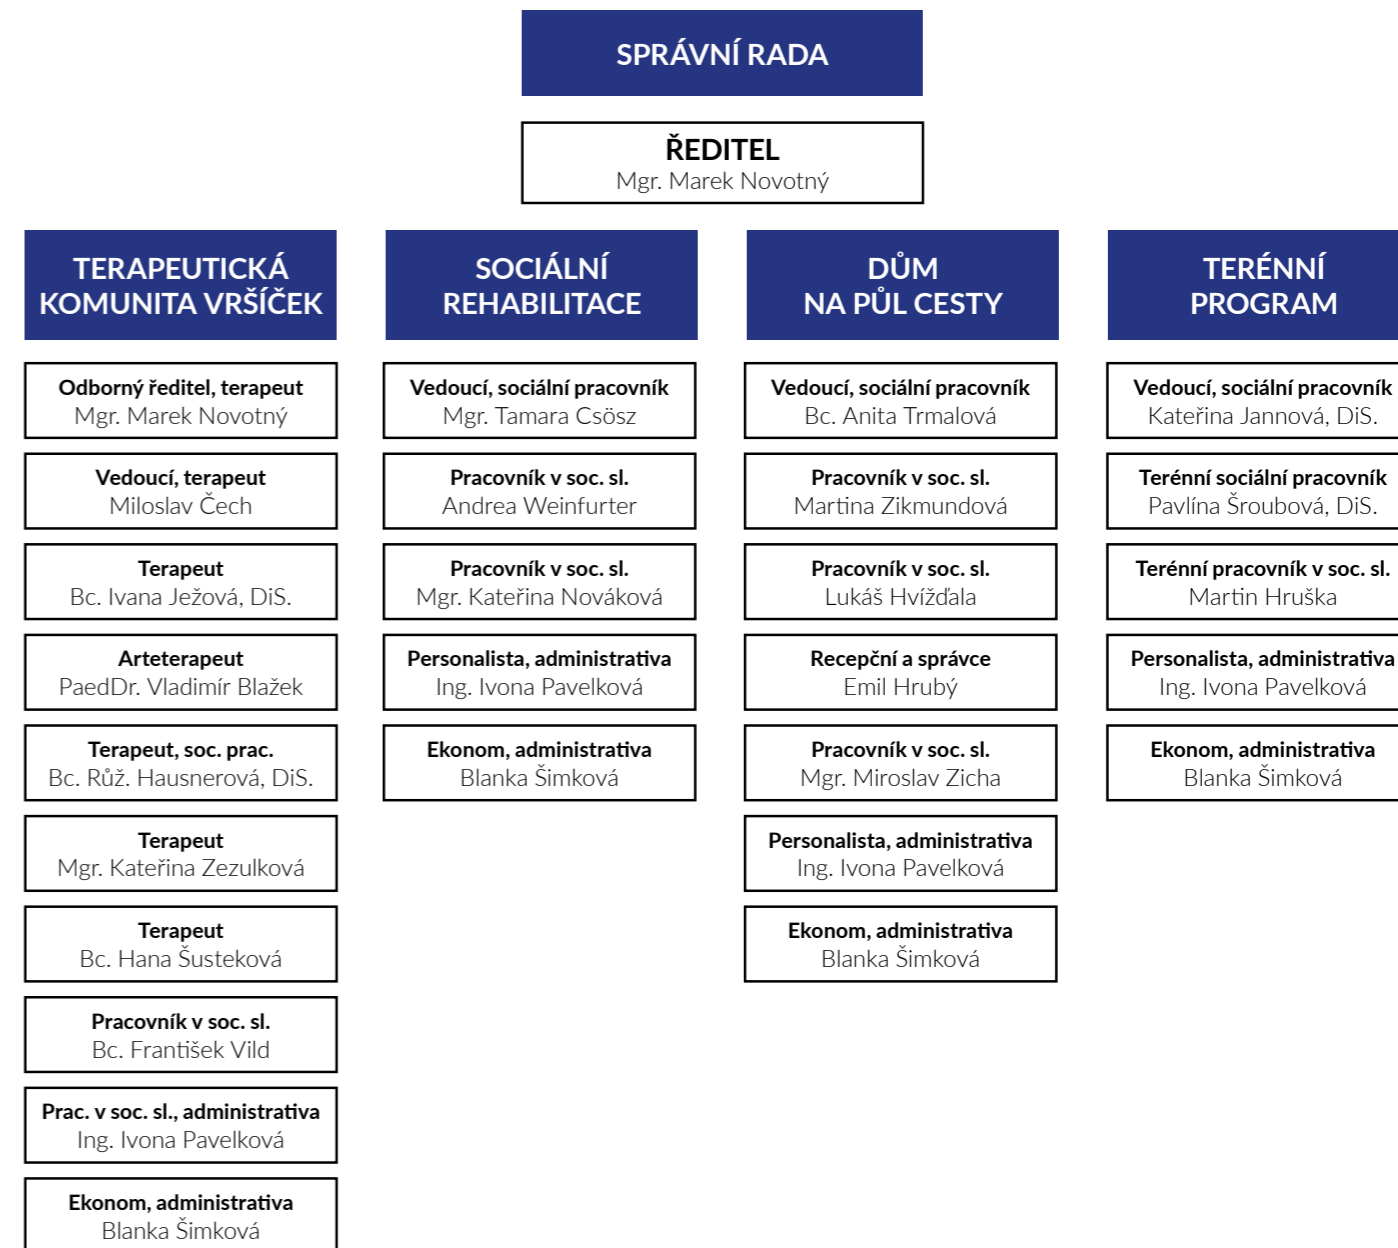 SPRÁVNÍ RADA
ŘEDITEL
Mgr. Marek Novotný
TERAPEUTICKÁ
KOMUNITA VRŠÍČEK
Odborný ředitel, terapeut
Mgr. Marek Novotný
Vedoucí, terapeut
Miloslav Čech
Terapeut
Bc. Ivana Ježová, DiS.
Arteterapeut
PaedDr. Vladimír Blažek
Terapeut, soc. prac.
Bc. Růž. Hausnerová, DiS.
Terapeut
Mgr. Kateřina Zezulková
Terapeut
Bc. Hana Šusteková
Pracovník v soc. sl.
Bc. František Vild
Prac. v soc. sl., administrativa
Ing. Ivona Pavelková
Ekonom, administrativa
Blanka Šimková
SOCIÁLNÍ
REHABILITACE
Vedoucí, sociální pracovník
Mgr. Tamara Csösz
Pracovník v soc. sl.
Andrea Weinfurter
Pracovník v soc. sl.
Mgr. Kateřina Nováková
Personalista, administrativa
Ing. Ivona Pavelková
Ekonom, administrativa
Blanka Šimková
DŮM
NA PŮL CESTY
Vedoucí, sociální pracovník
Bc. Anita Trmalová
Pracovník v soc. sl.
Martina Zikmundová
Pracovník v soc. sl.
Lukáš Hvížďala
Recepční a správce
Emil Hrubý
Pracovník v soc. sl.
Mgr. Miroslav Zicha
Personalista, administrativa
Ing. Ivona Pavelková
Ekonom, administrativa
Blanka Šimková
TERÉNNÍ
PROGRAM
Vedoucí, sociální pracovník
Kateřina Jannová, DiS.
Terénní sociální pracovník
Pavlína Šroubová, DiS.
Terénní pracovník v soc. sl.
Martin Hruška
Personalista, administrativa
Ing. Ivona Pavelková
Ekonom, administrativa
Blanka Šimková